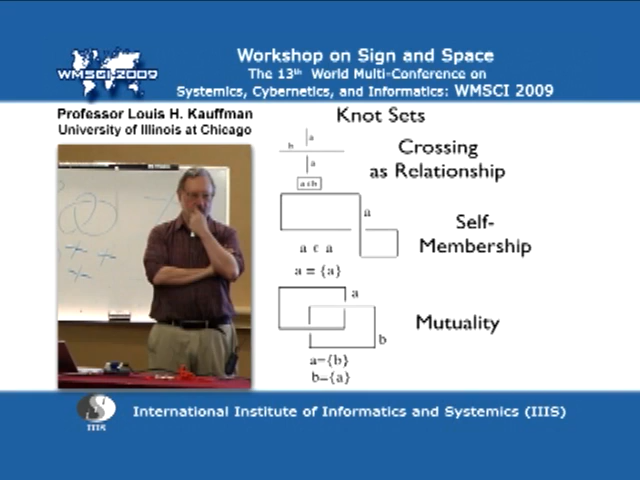 Workshop on Sign and Space
The 13th World Multi-Conference on
Systemics, Cybernetics, and Informatics: WMSCI 2009
WMSCI 2009
Professor Louis H. Kauffman
University of Illinois at Chicago
Knot Sets
a
b
a
a ϵ b
Crossing
as Relationship
a
Self-
Membership
a ϵ a
a = {a}
a
b
Mutuality
a={b}
b={a}
IIIS
International Institute of Informatics and Systemics (IIIS)